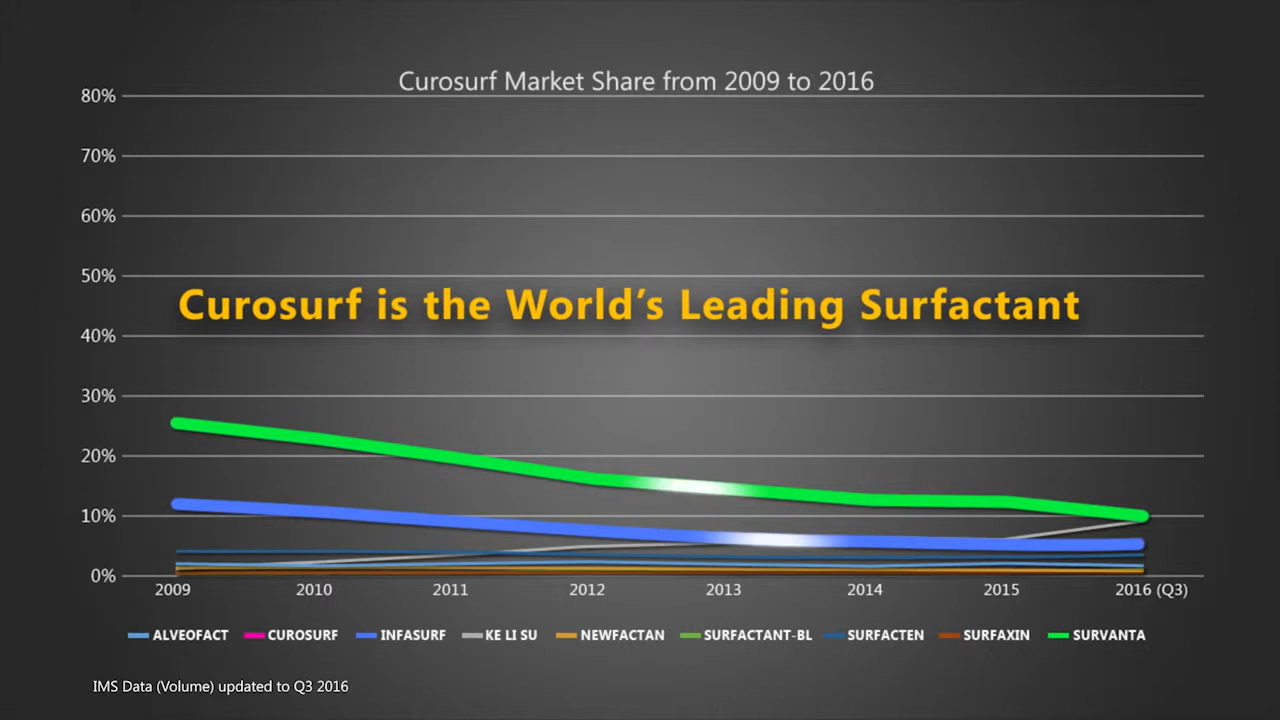 Curosurf Market Share from 2009 to 2016
80%
70%
60%
50%
Curosurf is the World’s Leading Surfactant
40%
30%
20%
10%
0%
2009 2010 2011 2012 2013 2014 2015 2016 (Q3)
ALVEOFACT CUROSURF INFASURF KE LI SU NEWFACTAN SURFACTANT-BL SURFACTEN SURFAXIN SURVANTA
IMS Data (Volume) updated to Q3 2016